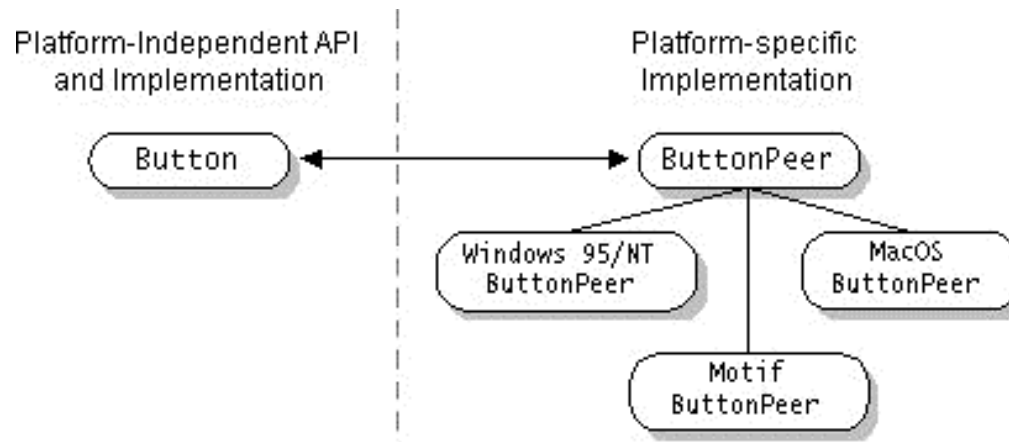 Platform-Independent API
and Implementation
Platform-specific
Implementation
Button
ButtonPeer
Windows 95/NT
ButtonPeer
MacOS
ButtonPeer
Motif
ButtonPeer